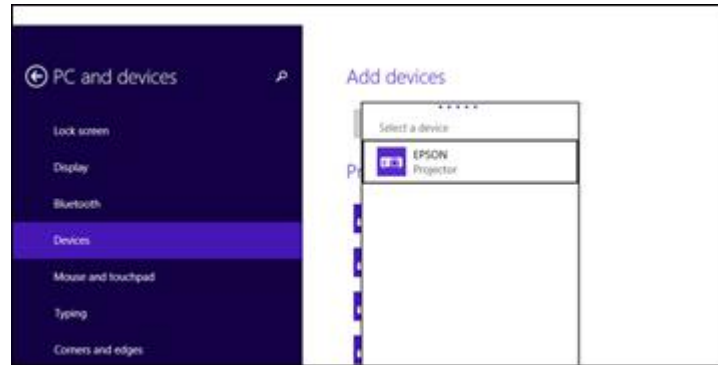 PC and devices
Lock screen
Display
Bluetooth
Devices
Mouse and touchpad
Typing
Corners and edges
Add devices
Select a device
EPSON
Projector